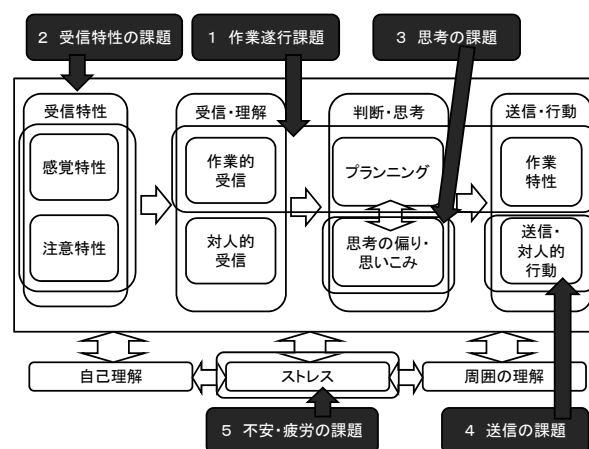 ２ 受信特性の課題
１ 作業遂行課題
３ 思考の課題
受信特性
受信・理解
判断・思考
送信・行動
感覚特性
作業的
受信
プランニング
作業
特性
注意特性
対人的
受信
思考の偏り・
思いこみ
送信・
対人的
行動
自己理解
ストレス
周囲の理解
５ 不安・疲労の課題
４ 送信の課題